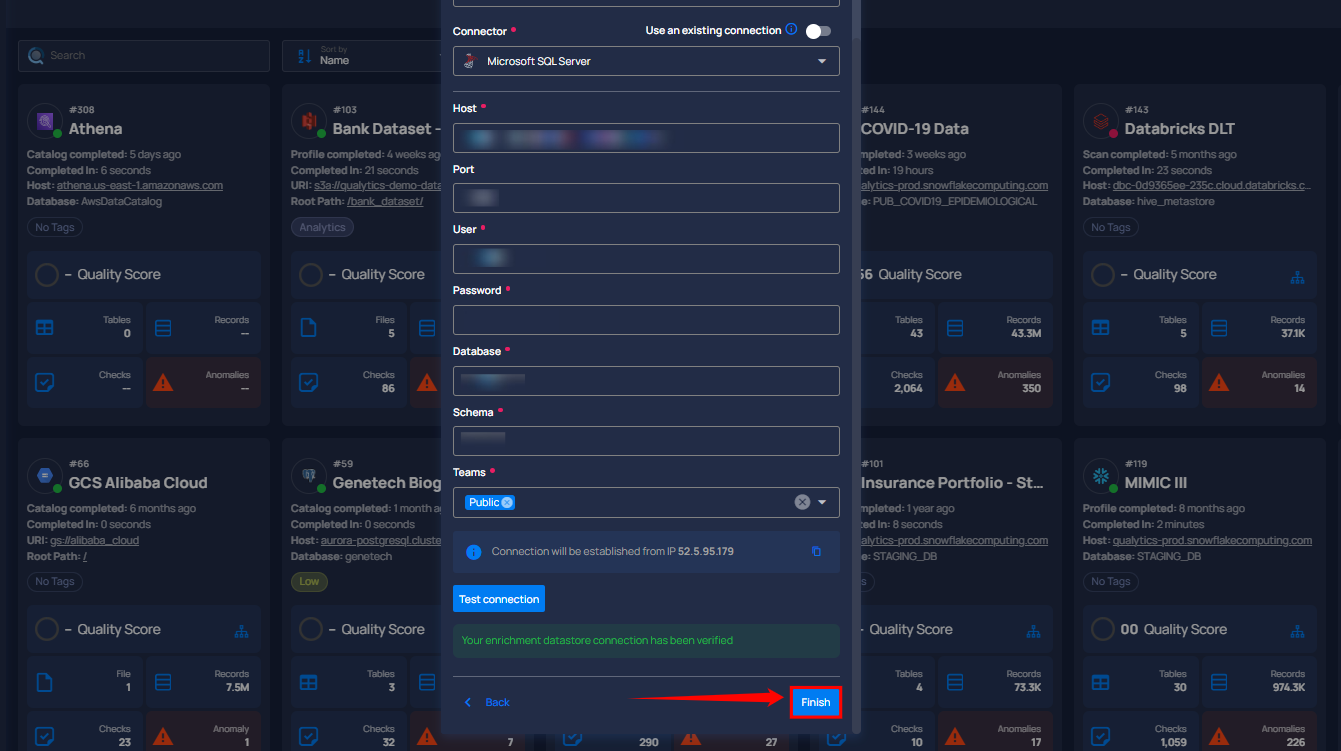 Search
Sort by
Name
#308
Athena
Catalog completed: 5 days ago
Completed In: 6 seconds
Host: athena.us-east-1.amazonaws.com
Database: AwsDataCatalog
No Tags
– Quality Score
Tables
0
Records
--
Checks
--
Anomalies
--
#103
Bank Dataset -
Profile completed: 4 weeks ag
Completed In: 21 seconds
URI: s3a://qualytics-demo-data
Root Path: /bank_dataset/
Analytics
– Quality Score
Files
5
Checks
86
Connector *
Use an existing connection
Microsoft SQL Server
Host *
Port
User *
Password *
Database *
Schema *
Teams *
Public
Connection will be established from IP 52.5.95.179
Test connection
Your enrichment datastore connection has been verified
Back
Finish
#144
COVID-19 Data
mpleted: 3 weeks ago
ed In: 19 hours
alytics-prod.snowflakecomputing.com
e: PUB_COVID19_EPIDEMIOLOGICAL
56 Quality Score
Tables
43
Records
43.3M
Checks
2,064
Anomalies
350
#143
Databricks DLT
Scan completed: 5 months ago
Completed In: 23 seconds
Host: dbc-0d9365ee-235c.cloud.databricks.c...
Database: hive_metastore
No Tags
– Quality Score
Tables
5
Records
37.1K
Checks
98
Anomalies
14
#66
GCS Alibaba Cloud
Catalog completed: 6 months ago
Completed In: 0 seconds
URI: gs://alibaba_cloud
Root Path: /
No Tags
– Quality Score
File
1
Records
7.5M
Checks
23
Anomaly
1
#59
Genetech Biog
Catalog completed: 1 month ag
Completed In: 0 seconds
Host: aurora-postgresql.cluste
Database: genetech
Low
– Quality Score
Tables
3
Checks
32
7
290
27
#101
Insurance Portfolio - St...
ompleted: 1 year ago
ed In: 8 seconds
alytics-prod.snowflakecomputing.com
e: STAGING_DB
s
– Quality Score
Tables
4
Records
73.3K
Checks
10
Anomalies
17
#119
MIMIC III
Profile completed: 8 months ago
Completed In: 2 minutes
Host: qualytics-prod.snowflakecomputing.com
Database: STAGING_DB
No Tags
00 Quality Score
Tables
30
Records
974.3K
Checks
1,059
Anomalies
226